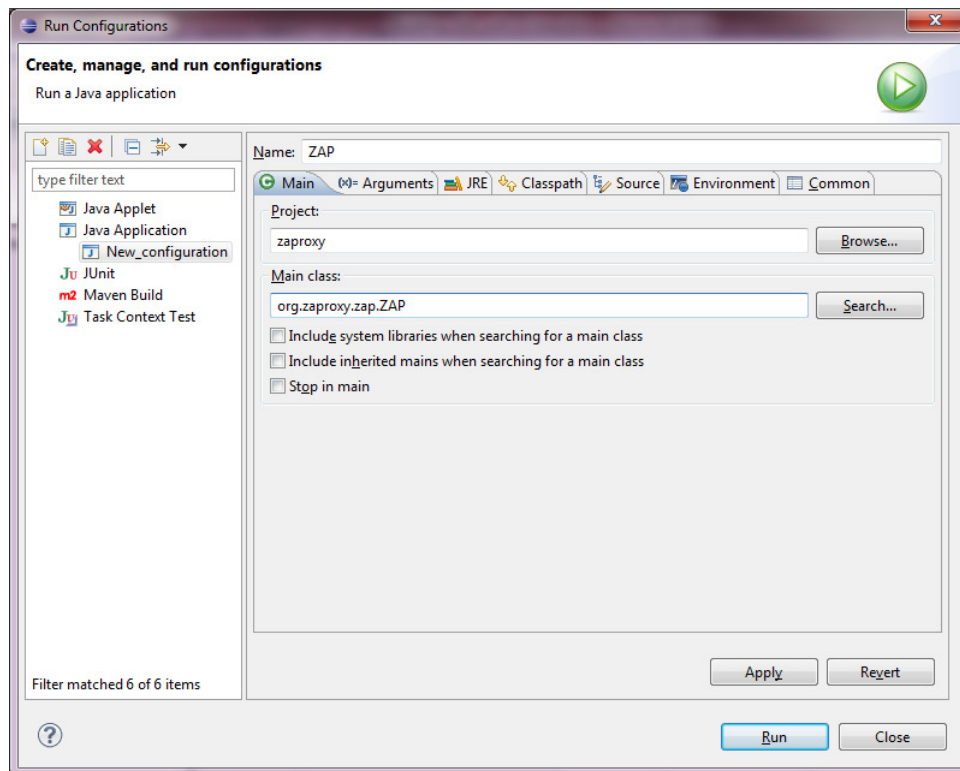 Run Configurations
Create, manage, and run configurations
Run a Java application
type filter text
Java Applet
Java Application
New_configuration
Ju JUnit
m2 Maven Build
Ju Task Context Test
Filter matched 6 of 6 items
Name: ZAP
Main (x)= Arguments JRE Classpath Source Environment Common
Project:
zaproxy Browse...
Main class:
org.zaproxy.zap.ZAP Search...
Include system libraries when searching for a main class
Include inherited mains when searching for a main class
Stop in main
Apply Revert
Run Close